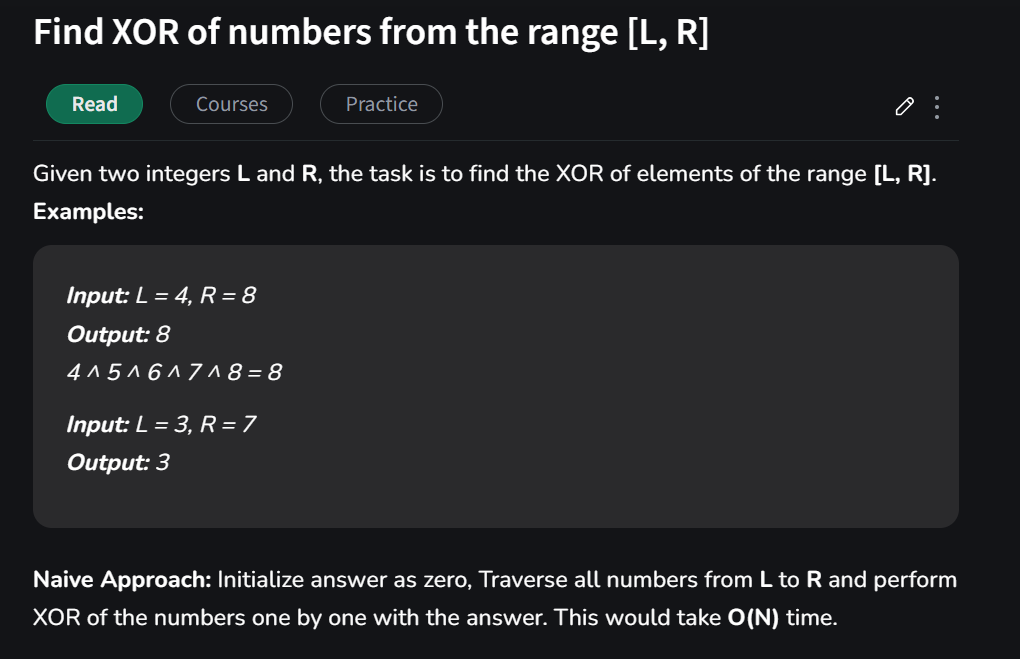 Find XOR of numbers from the range [L, R]
Read
Courses
Practice
Given two integers L and R, the task is to find the XOR of elements of the range [L, R].
Examples:
Input: L = 4, R = 8
Output: 8
4 ^ 5 ^ 6 ^ 7 ^ 8 = 8
Input: L = 3, R = 7
Output: 3
Naive Approach: Initialize answer as zero, Traverse all numbers from L to R and perform
XOR of the numbers one by one with the answer. This would take O(N) time.